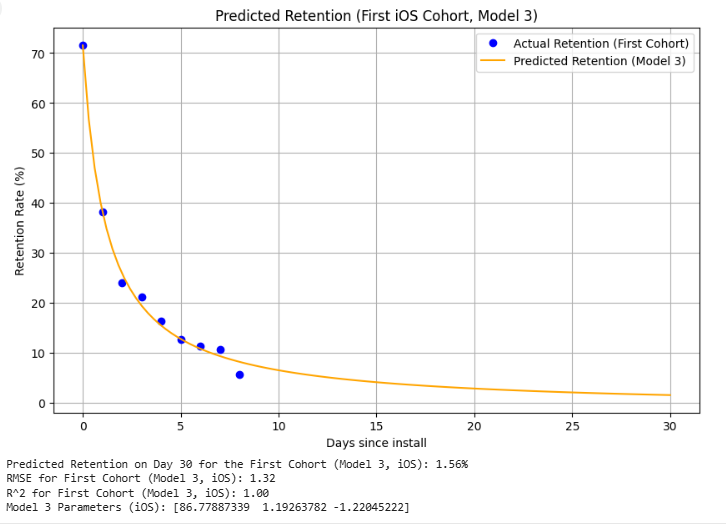 Predicted Retention (First iOS Cohort, Model 3)
Actual Retention (First Cohort)
Predicted Retention (Model 3)
Retention Rate (%)
70
60
50
40
30
20
10
0
0 5 10 15 20 25 30
Days since install
Predicted Retention on Day 30 for the First Cohort (Model 3, iOS): 1.56%
RMSE for First Cohort (Model 3, iOS): 1.32
R^2 for First Cohort (Model 3, iOS): 1.00
Model 3 Parameters (iOS): [86.77887339  1.19263782 -1.22045222]